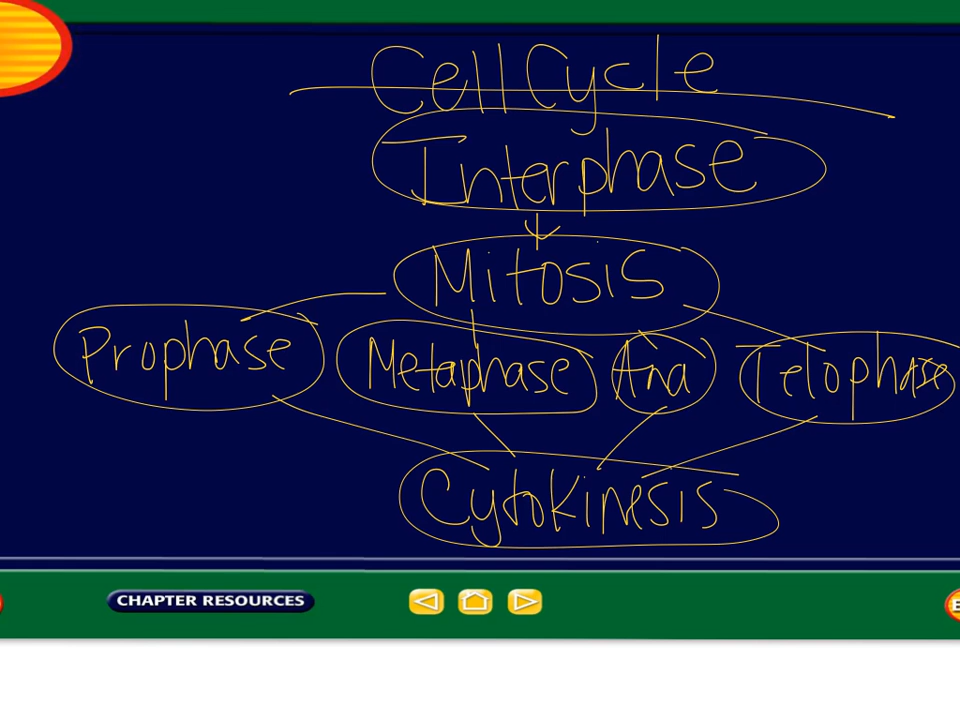 Cell Cycle
Interphase
Mitosis
Prophase Metaphase Ana Telophase
Cytokinesis
CHAPTER RESOURCES